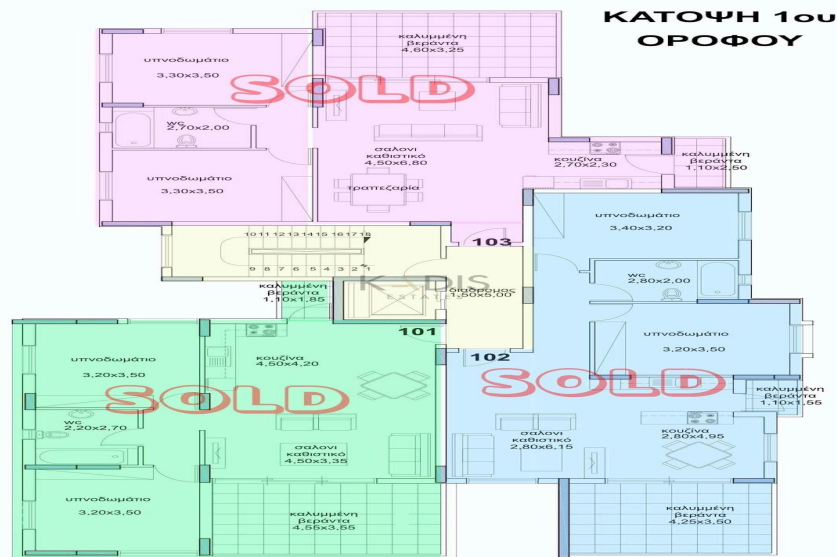 ΚΑΤΟΨΗ 1ου
ΟΡΟΦΟΥ
καλυμμένη
βεράντα
4,60x3,25
υπνοδωμάτιο
3,30x3,50
SOLD
wc
2,70x2,00
σαλονι
καθιστικό
4,50x6,80
τραπεζαρία
κουζίνα
2,70x2,30
καλυμμένη
βεράντα
1,10x2,50
υπνοδωμάτιο
3,30x3,50
103
10 11 12 13 14 15 16 17 18
9 8 7 6 5 4 3 2 1
διάδρομος
1,50x5,00
ESTATES
υπνοδωμάτιο
3,40x3,20
wc
2,80x2,00
υπνοδωμάτιο
3,20x3,50
καλυμμένη
βεράντα
1,10x1,85
101
102
κουζίνα
4,50x4,20
υπνοδωμάτιο
3,20x3,50
SOLD
SOLD
wc
2,20x2,70
σαλονι
καθιστικό
4,50x3,35
σαλονι
καθιστικό
2,80x6,15
κουζίνα
2,80x4,95
καλυμμένη
βεράντα
1,10x1,55
υπνοδωμάτιο
3,20x3,50
καλυμμένη
βεράντα
4,55x3,55
καλυμμένη
βεράντα
4,25x3,50